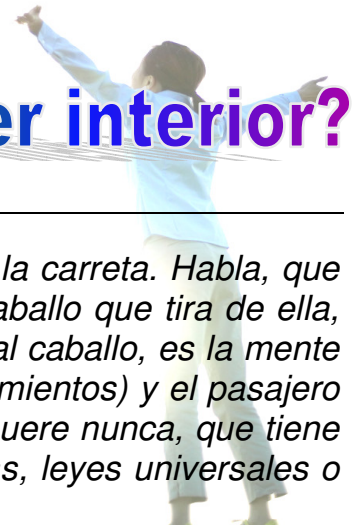 er interior?
la carreta. Habla, que
aballo que tira de ella,
al caballo, es la mente
mientos) y el pasajero
uere nunca, que tiene
s, leyes universales o